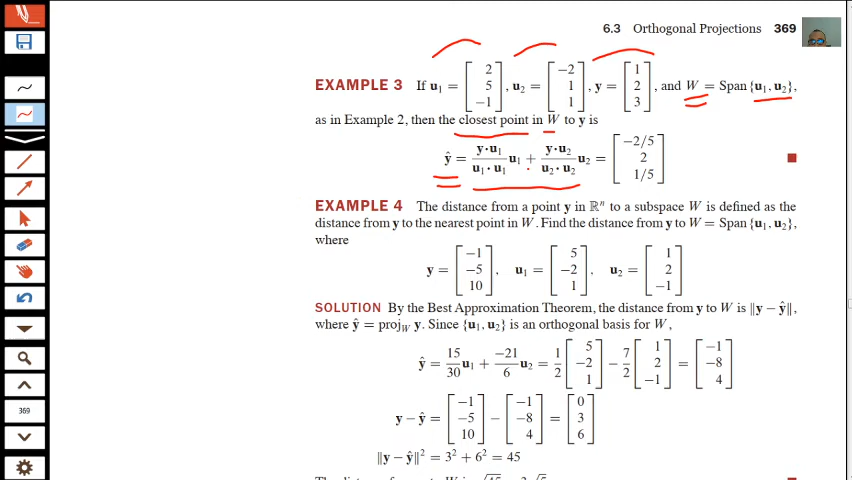 6.3 Orthogonal Projections 369
EXAMPLE 3 If u₁ = [2 5 −1], u₂ = [−2 1 1], y = [1 2 3], and W = Span {u₁, u₂},
as in Example 2, then the closest point in W to y is
ŷ = y·u₁/u₁·u₁ u₁ + y·u₂/u₂·u₂ u₂ = [−2/5 2 1/5]
EXAMPLE 4 The distance from a point y in ℝⁿ to a subspace W is defined as the
distance from y to the nearest point in W. Find the distance from y to W = Span {u₁, u₂},
where
y = [−1 −5 10], u₁ = [5 −2 1], u₂ = [1 2 −1]
SOLUTION By the Best Approximation Theorem, the distance from y to W is ‖y − ŷ‖,
where ŷ = proj_W y. Since {u₁, u₂} is an orthogonal basis for W,
ŷ = 15/30 u₁ + −21/6 u₂ = 1/2 [5 −2 1] − 7/2 [1 2 −1] = [−1 −8 4]
y − ŷ = [−1 −5 10] − [−1 −8 4] = [0 3 6]
‖y − ŷ‖² = 3² + 6² = 45
369